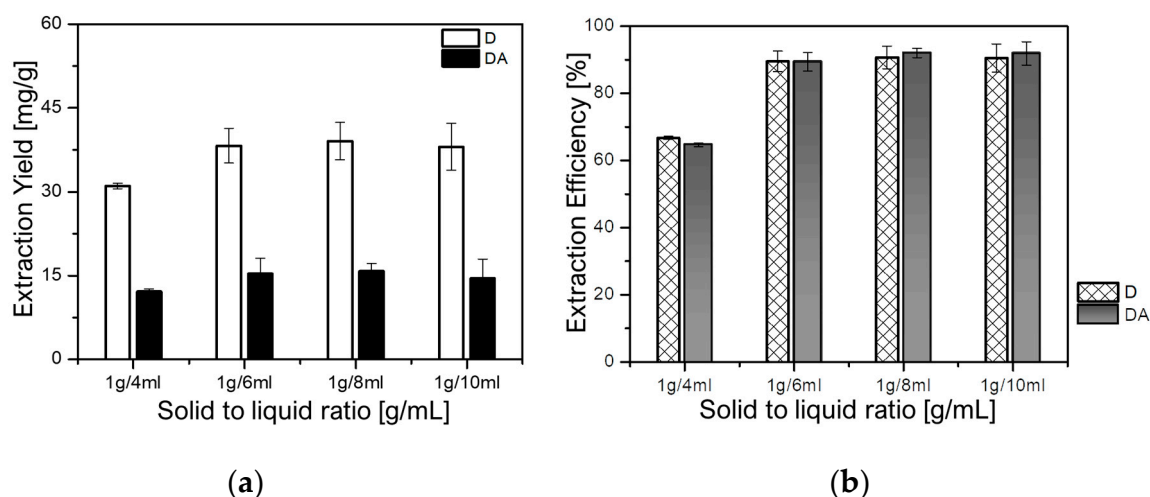 Extraction Yield [mg/g]
60
45
30
15
0
D
DA
1g/4ml 1g/6ml 1g/8ml 1g/10ml
Solid to liquid ratio [g/mL]
(a)
Extraction Efficiency [%]
100
80
60
40
20
0
D
DA
1g/4ml 1g/6ml 1g/8ml 1g/10ml
Solid to liquid ratio [g/mL]
(b)